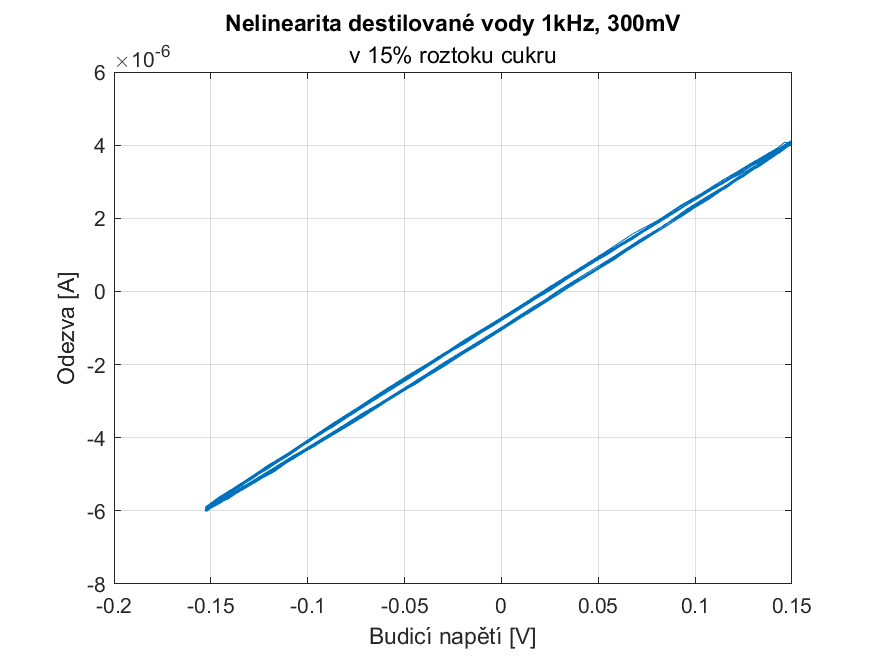 Nelinearita destilované vody 1kHz, 300mV
v 15% roztoku cukru
×10⁻⁶
6
4
2
0
-2
-4
-6
-8
Odezva [A]
-0.2 -0.15 -0.1 -0.05 0 0.05 0.1 0.15
Budicí napětí [V]